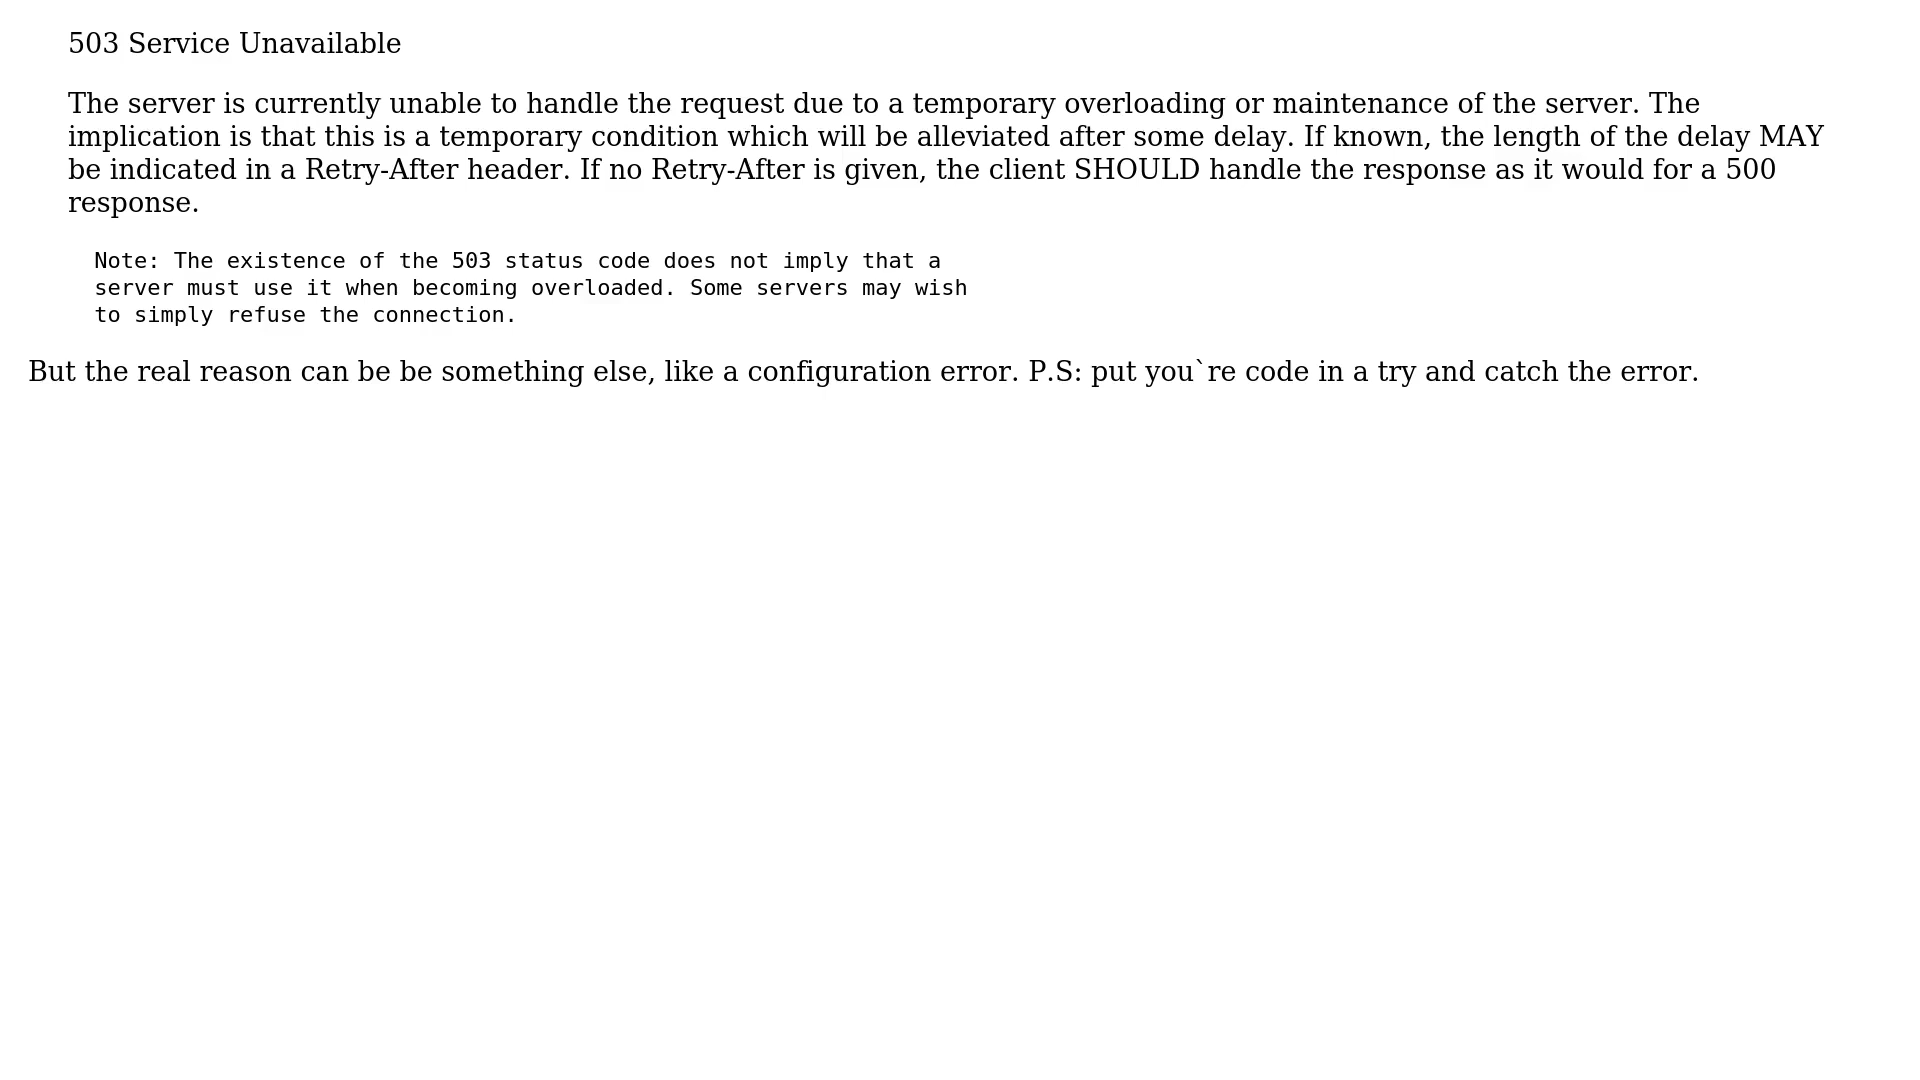 503 Service Unavailable
The server is currently unable to handle the request due to a temporary overloading or maintenance of the server. The
implication is that this is a temporary condition which will be alleviated after some delay. If known, the length of the delay MAY
be indicated in a Retry-After header. If no Retry-After is given, the client SHOULD handle the response as it would for a 500
response.
Note: The existence of the 503 status code does not imply that a
server must use it when becoming overloaded. Some servers may wish
to simply refuse the connection.
But the real reason can be be something else, like a configuration error. P.S: put you`re code in a try and catch the error.